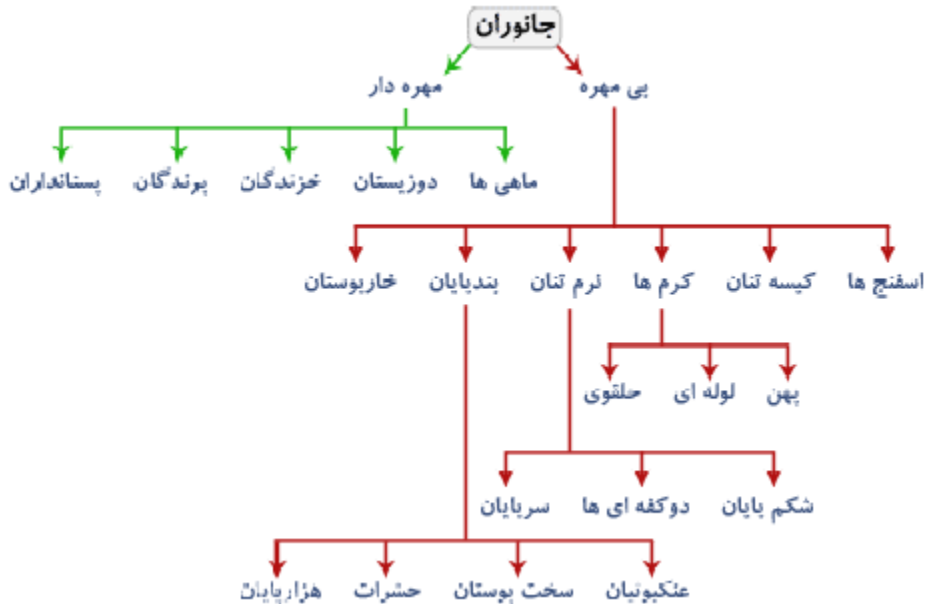 جانوران
بی مهره
مهره دار
ماهی ها
دوزیستان
خزندگان
پرندگان
پستانداران
اسفنج ها
کیسه تنان
کرم ها
نرم تنان
بندپایان
خارپوستان
پهن
لوله ای
حلقوی
شکم پایان
دوکفه ای ها
سرپایان
عنکبوتیان
سخت پوستان
حشرات
هزارپایان